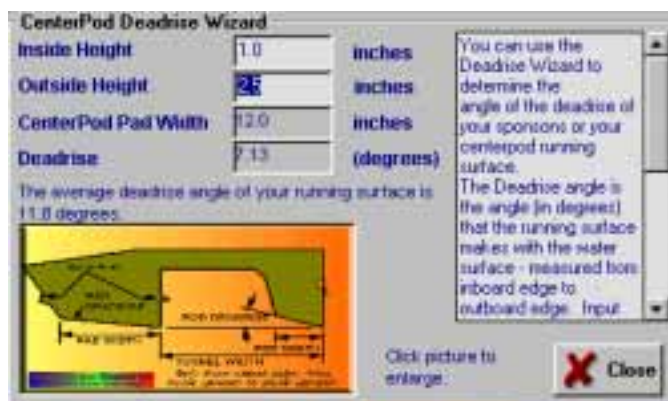 CenterPod Deadrise Wizard
Inside Height 1.0 inches
Outside Height 2.5 inches
CenterPod Pad Width 12.0 inches
Deadrise 7.13 (degrees)
The average deadrise angle of your running surface is
11.8 degrees.
You can use the
Deadrise Wizard to
determine the
angle of the deadrise of
your sponsons or your
centerpod running
surface.
The Deadrise angle is
the angle (in degrees)
that the running surface
makes with the water
surface - measured from
inboard edge to
outboard edge. Input
TUNNEL WIDTH
Click picture to
enlarge.
Close